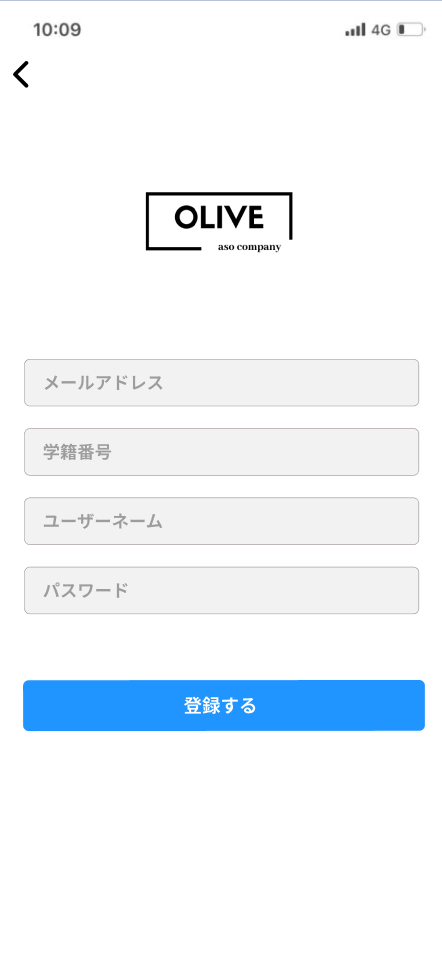 10:09
4G
OLIVE
aso company
メールアドレス
学籍番号
ユーザーネーム
パスワード
登録する